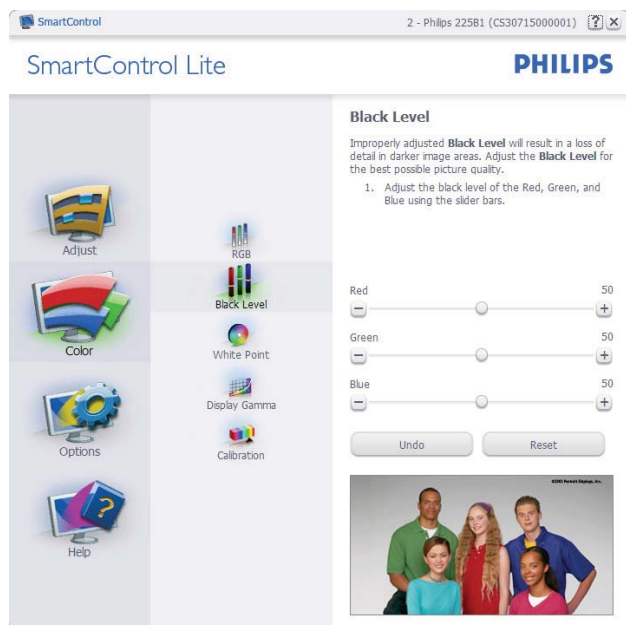 SmartControl
2 - Philips 225B1 (CS30715000001)
SmartControl Lite
PHILIPS
Adjust
Color
Options
Help
RGB
Black Level
White Point
Display Gamma
Calibration
Black Level
Improperly adjusted Black Level will result in a loss of
detail in darker image areas. Adjust the Black Level for
the best possible picture quality.
1. Adjust the black level of the Red, Green, and
Blue using the slider bars.
Red 50
Green 50
Blue 50
Undo
Reset
Portrait Displays, Inc.